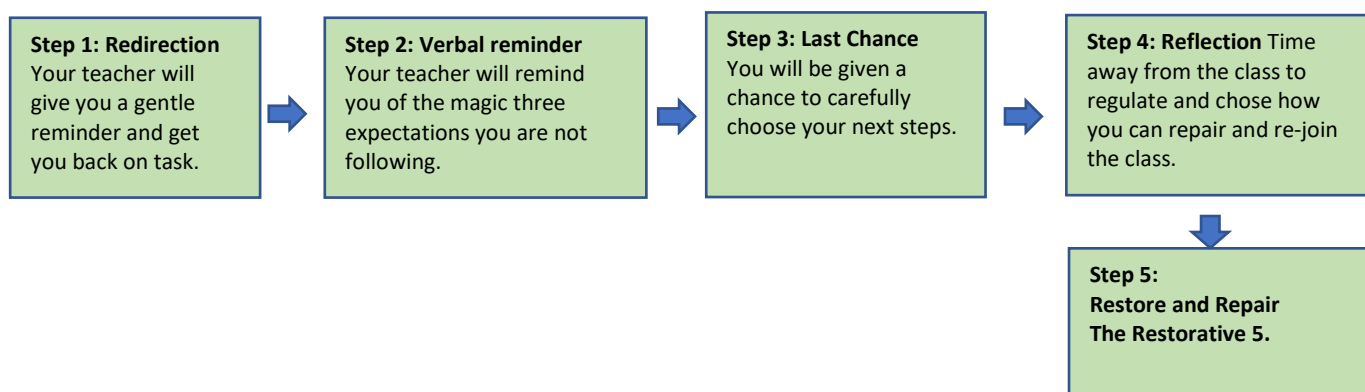 Step 1: Redirection
Your teacher will
give you a gentle
reminder and get
you back on task.
Step 2: Verbal reminder
Your teacher will remind
you of the magic three
expectations you are not
following.
Step 3: Last Chance
You will be given a
chance to carefully
choose your next steps.
Step 4: Reflection Time
away from the class to
regulate and chose how
you can repair and re-join
the class.
Step 5:
Restore and Repair
The Restorative 5.